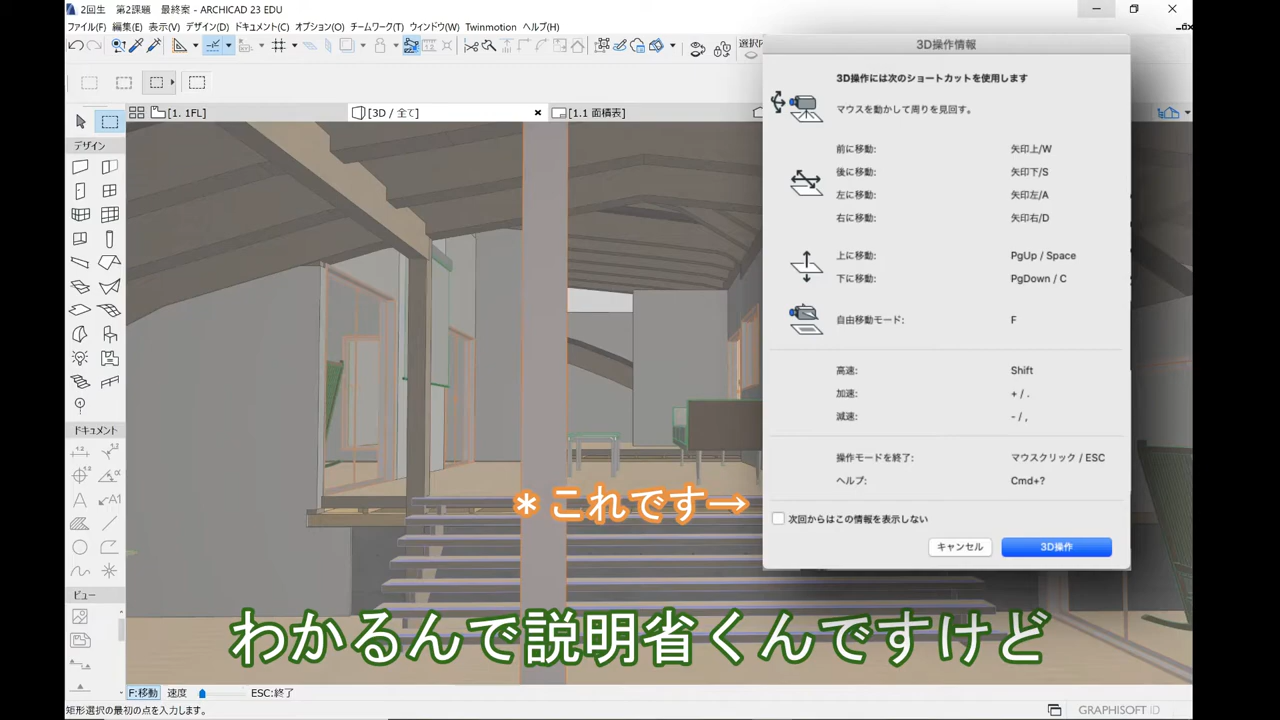 2回生　第2課題　最終案 - ARCHICAD 23 EDU
ファイル(F) 編集(E) 表示(V) デザイン(D) ドキュメント(C) オプション(O) チームワーク(T) ウィンドウ(W) Twinmotion ヘルプ(H)
[1. 1FL]
[3D / 全て]
[1.1 面積表]
デザイン
ドキュメント
ビュー
3D操作情報
3D操作には次のショートカットを使用します
マウスを動かして周りを見回す。
前に移動: 矢印上/W
後に移動: 矢印下/S
左に移動: 矢印左/A
右に移動: 矢印右/D
上に移動: PgUp / Space
下に移動: PgDown / C
自由移動モード: F
高速: Shift
加速: + / .
減速: - / ,
操作モードを終了: マウスクリック / ESC
ヘルプ: Cmd+?
次回からはこの情報を表示しない
キャンセル 3D操作
* これです→
わかるんで説明省くんですけど
F:移動 速度 ESC:終了
矩形選択の最初の点を入力します。
GRAPHISOFT ID